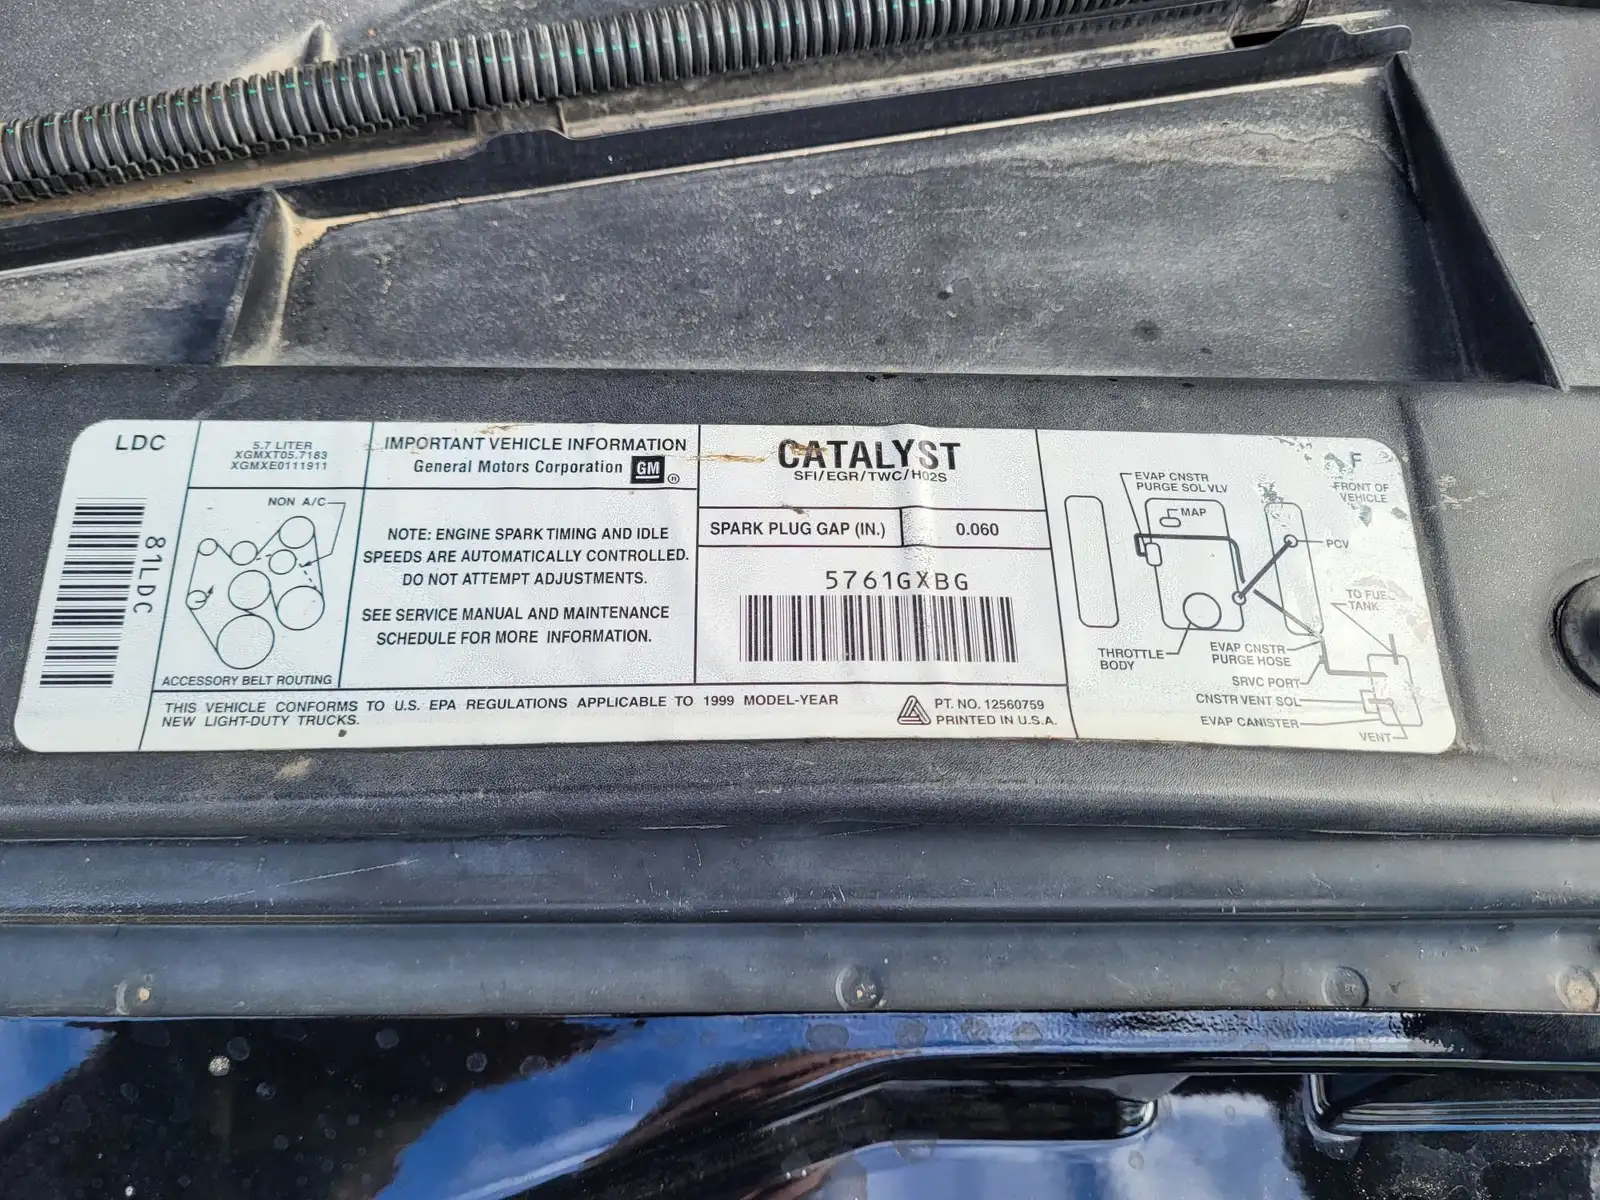 LDC
81LDC
5.7 LITER
XGMXT05.7183
XGMXE0111911
NON A/C
ACCESSORY BELT ROUTING
IMPORTANT VEHICLE INFORMATION
General Motors Corporation GM ®
NOTE: ENGINE SPARK TIMING AND IDLE
SPEEDS ARE AUTOMATICALLY CONTROLLED.
DO NOT ATTEMPT ADJUSTMENTS.
SEE SERVICE MANUAL AND MAINTENANCE
SCHEDULE FOR MORE INFORMATION.
CATALYST
SFI/EGR/TWC/HO2S
SPARK PLUG GAP (IN.) 0.060
5761GXBG
THIS VEHICLE CONFORMS TO U.S. EPA REGULATIONS APPLICABLE TO 1999 MODEL-YEAR
NEW LIGHT-DUTY TRUCKS.
PT. NO. 12560759
PRINTED IN U.S.A.
EVAP CNSTR
PURGE SOL VLV
MAP
F
FRONT OF
VEHICLE
PCV
TO FUEL
TANK
THROTTLE
BODY
EVAP CNSTR
PURGE HOSE
SRVC PORT
CNSTR VENT SOL
EVAP CANISTER
VENT